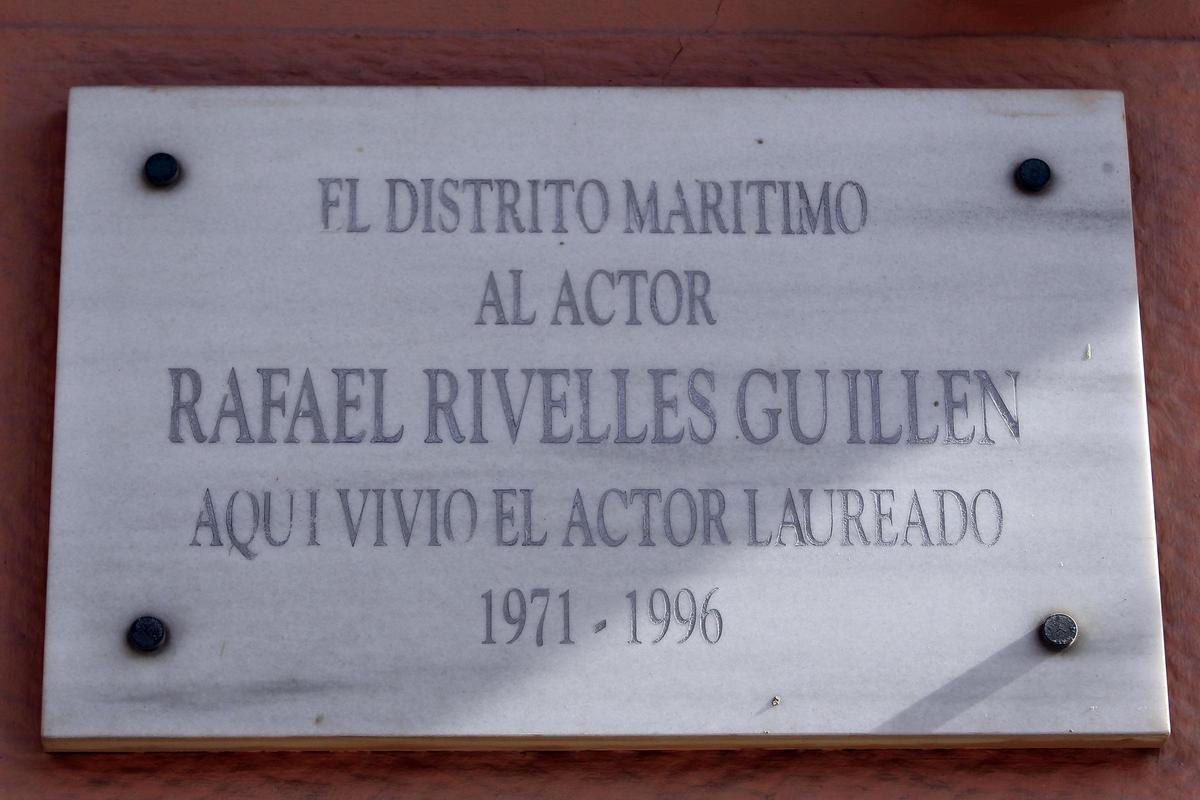 EL DISTRITO MARITIMO
AL ACTOR
RAFAEL RIVELLES GUILLEN
AQUI VIVIO EL ACTOR LAUREADO
1971 - 1996